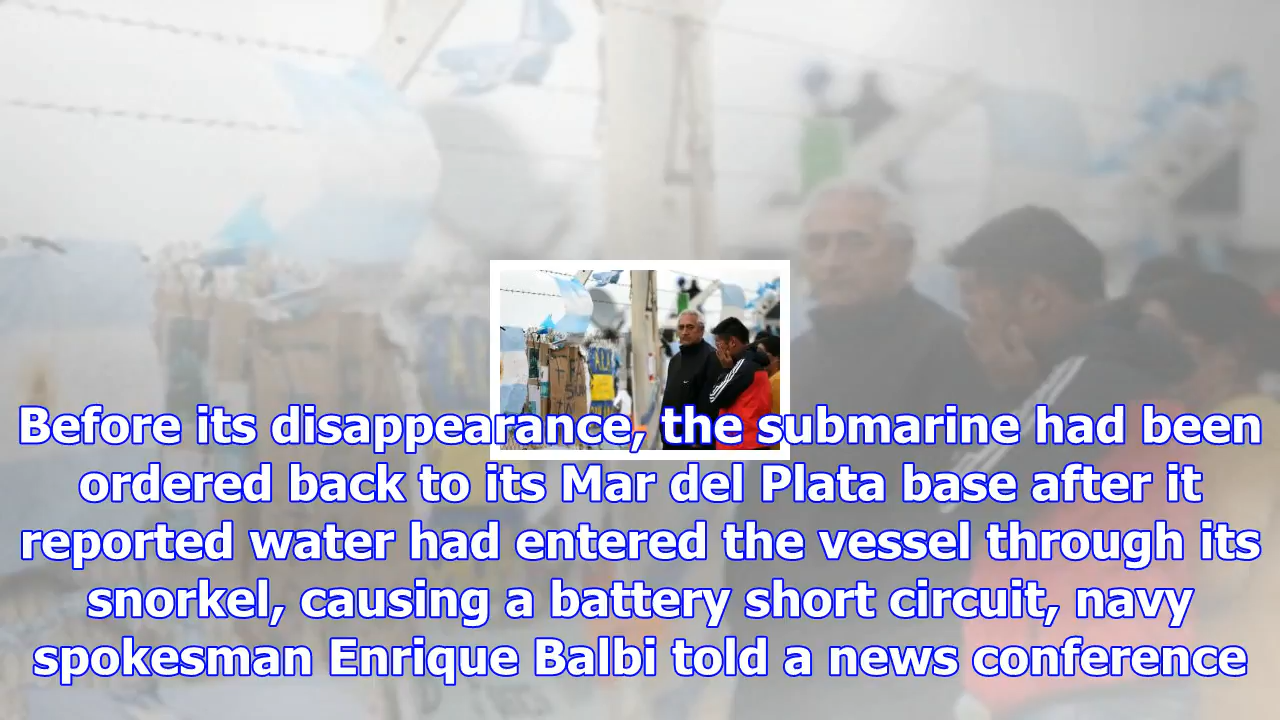 Before its disappearance, the submarine had been
ordered back to its Mar del Plata base after it
reported water had entered the vessel through its
snorkel, causing a battery short circuit, navy
spokesman Enrique Balbi told a news conference